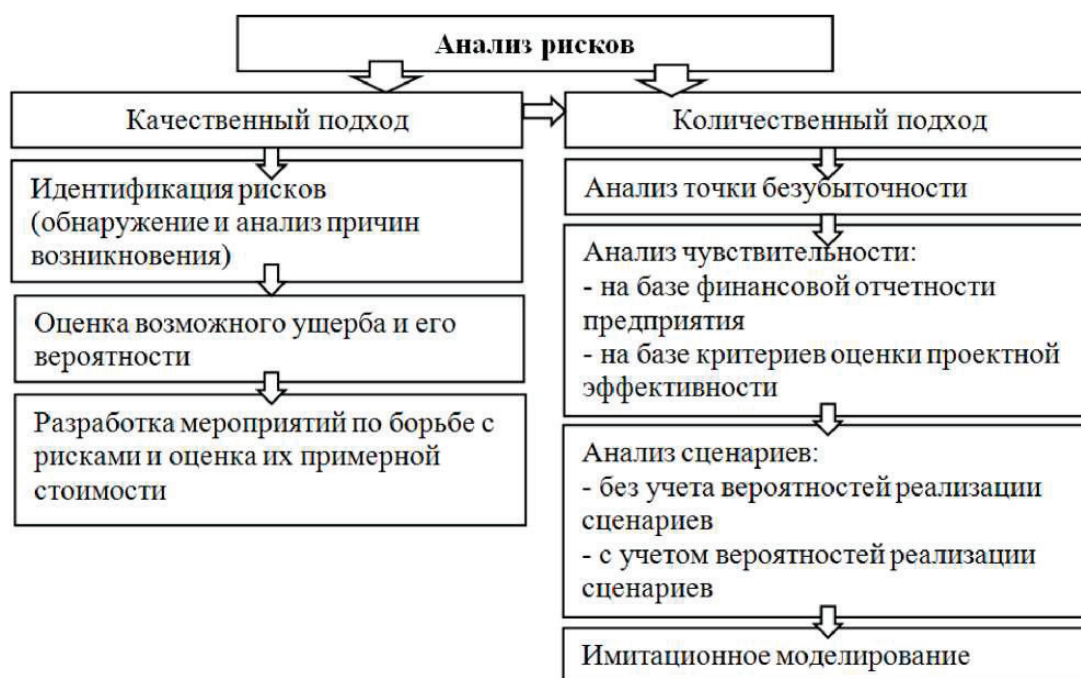 Анализ рисков
Качественный подход
Идентификация рисков
(обнаружение и анализ причин
возникновения)
Оценка возможного ущерба и его
вероятности
Разработка мероприятий по борьбе с
рисками и оценка их примерной
стоимости
Количественный подход
Анализ точки безубыточности
Анализ чувствительности:
- на базе финансовой отчетности
предприятия
- на базе критериев оценки проектной
эффективности
Анализ сценариев:
- без учета вероятностей реализации
сценариев
- с учетом вероятностей реализации
сценариев
Имитационное моделирование